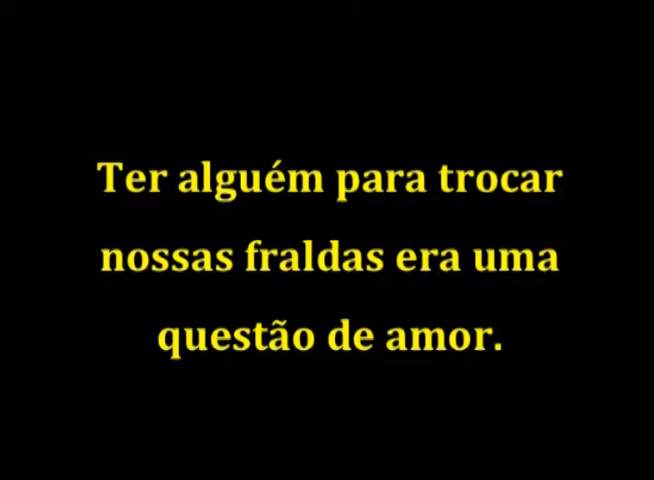 Ter alguém para trocar
nossas fraldas era uma
questão de amor.